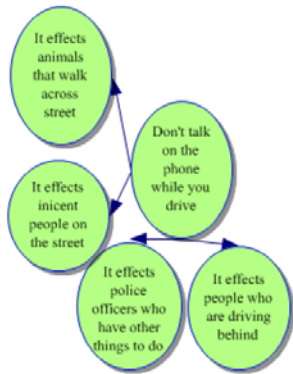 It effects
animals
that walk
across
street
Don't talk
on the
phone
while you
drive
It effects
inicent
people on
the street
It effects
police
officers who
have other
things to do
It effects
people who
are driving
behind